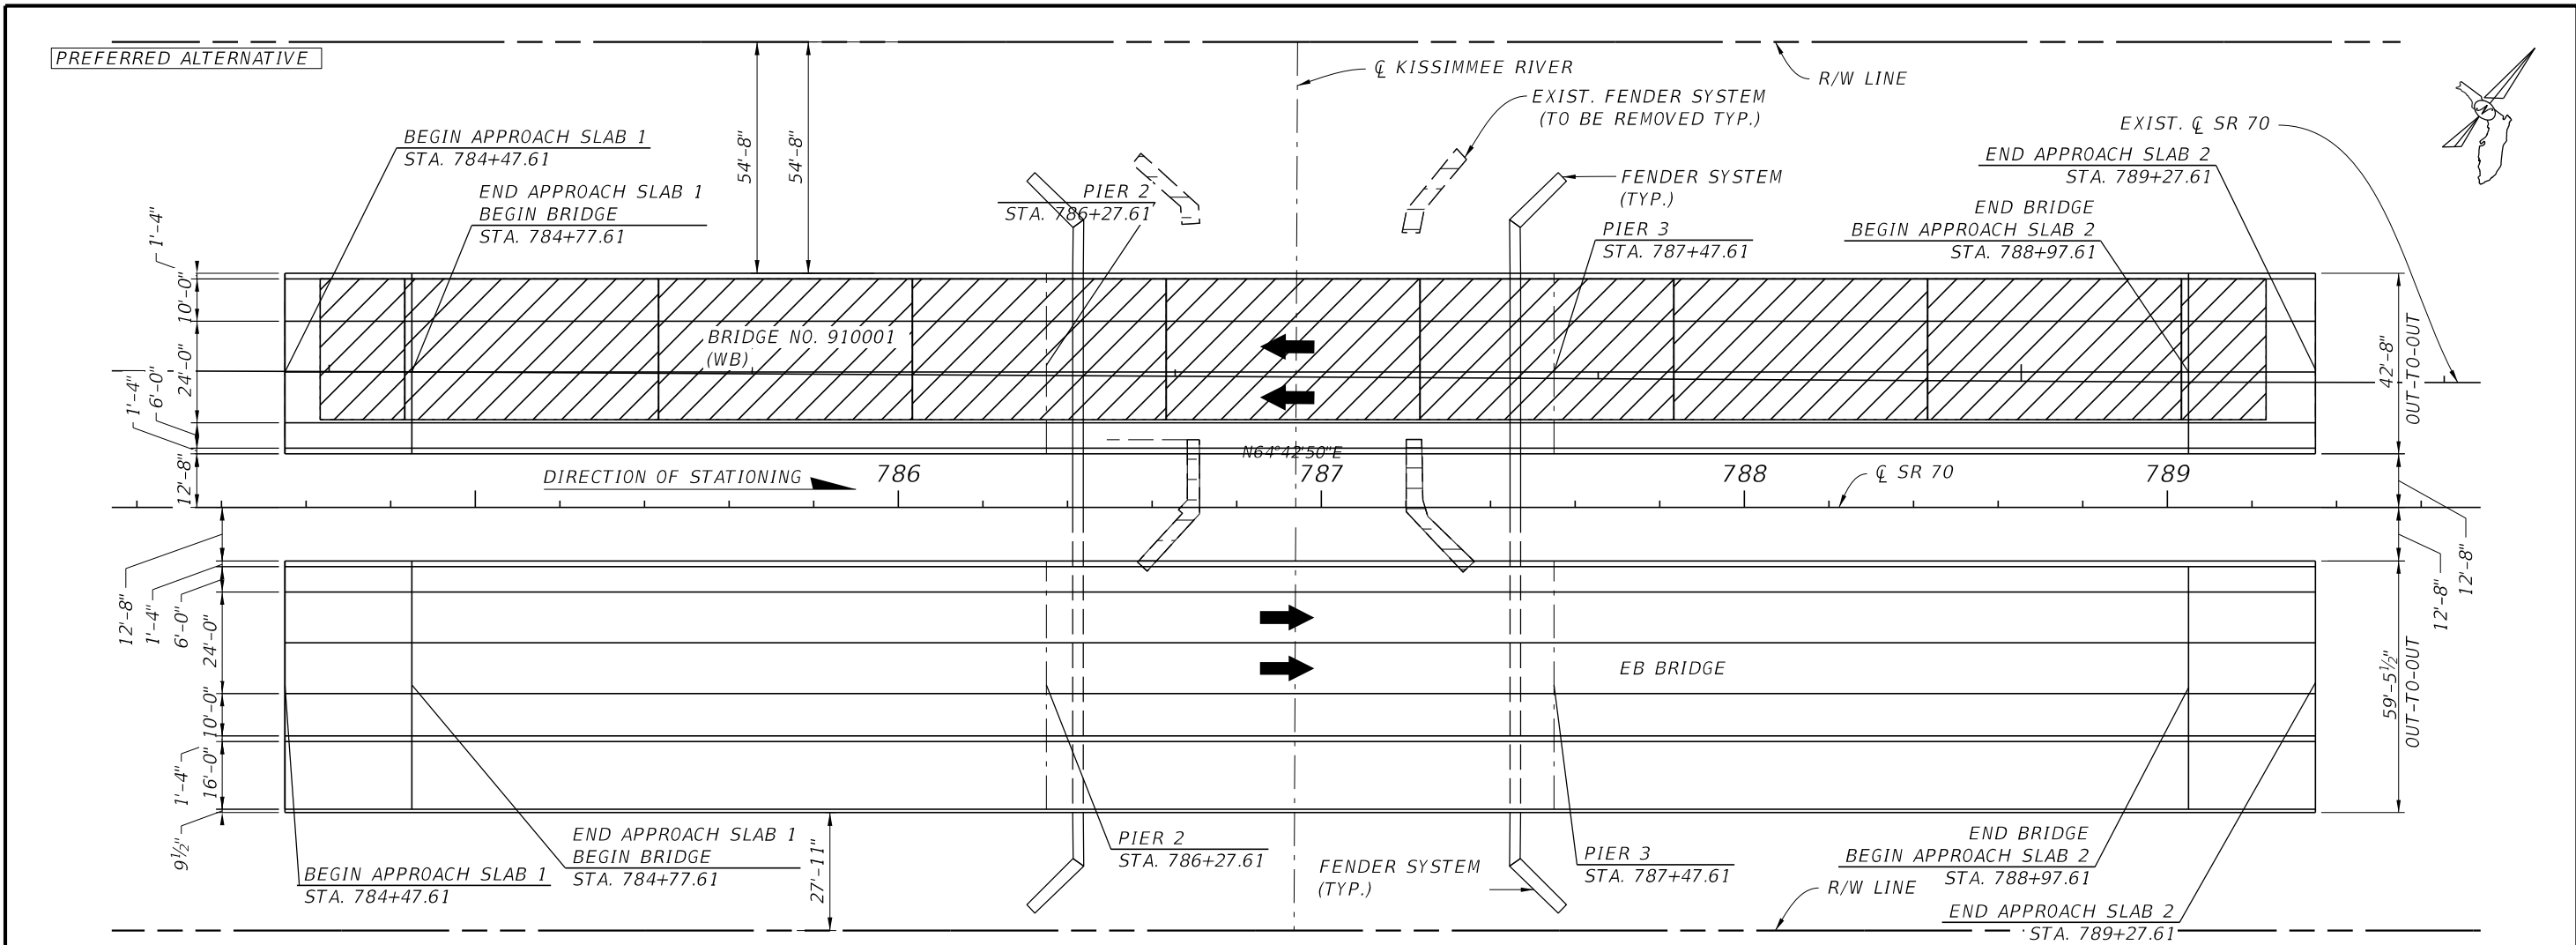 PREFERRED ALTERNATIVE
℄ KISSIMMEE RIVER
R/W LINE
EXIST. FENDER SYSTEM
(TO BE REMOVED TYP.)
EXIST. ℄ SR 70
BEGIN APPROACH SLAB 1
STA. 784+47.61
END APPROACH SLAB 1
BEGIN BRIDGE
STA. 784+77.61
54'-8"
54'-8"
PIER 2
STA. 786+27.61
FENDER SYSTEM
(TYP.)
PIER 3
STA. 787+47.61
END APPROACH SLAB 2
STA. 789+27.61
END BRIDGE
BEGIN APPROACH SLAB 2
STA. 788+97.61
1'-4"
10'-0"
24'-0"
6'-0"
1'-4"
12'-8"
BRIDGE NO. 910001
(WB)
42'-8"
OUT-TO-OUT
N64°42'50"E
DIRECTION OF STATIONING
786
787
788
℄ SR 70
789
12'-8"
12'-8"
12'-8"
1'-4"
6'-0"
24'-0"
10'-0"
1'-4"
16'-0"
9½"
EB BRIDGE
59'-5½"
OUT-TO-OUT
BEGIN APPROACH SLAB 1
STA. 784+47.61
END APPROACH SLAB 1
BEGIN BRIDGE
STA. 784+77.61
27'-11"
PIER 2
STA. 786+27.61
FENDER SYSTEM
(TYP.)
PIER 3
STA. 787+47.61
END BRIDGE
BEGIN APPROACH SLAB 2
STA. 788+97.61
R/W LINE
END APPROACH SLAB 2
STA. 789+27.61